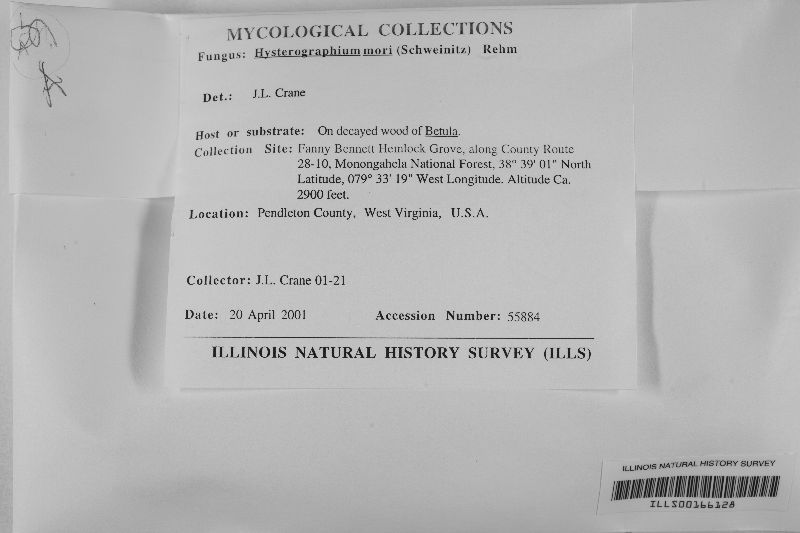 MYCOLOGICAL COLLECTIONS
Fungus: Hysterographium mori (Schweinitz) Rehm
Det.: J.L. Crane
Host or substrate: On decayed wood of Betula.
Collection Site: Fanny Bennett Hemlock Grove, along County Route
28-10, Monongahela National Forest, 38° 39' 01" North
Latitude, 079° 33' 19" West Longitude. Altitude Ca.
2900 feet.
Location: Pendleton County, West Virginia, U.S.A.
Collector: J.L. Crane 01-21
Date: 20 April 2001 Accession Number: 55884
ILLINOIS NATURAL HISTORY SURVEY (ILLS)
ILLINOIS NATURAL HISTORY SURVEY
ILLS00166128